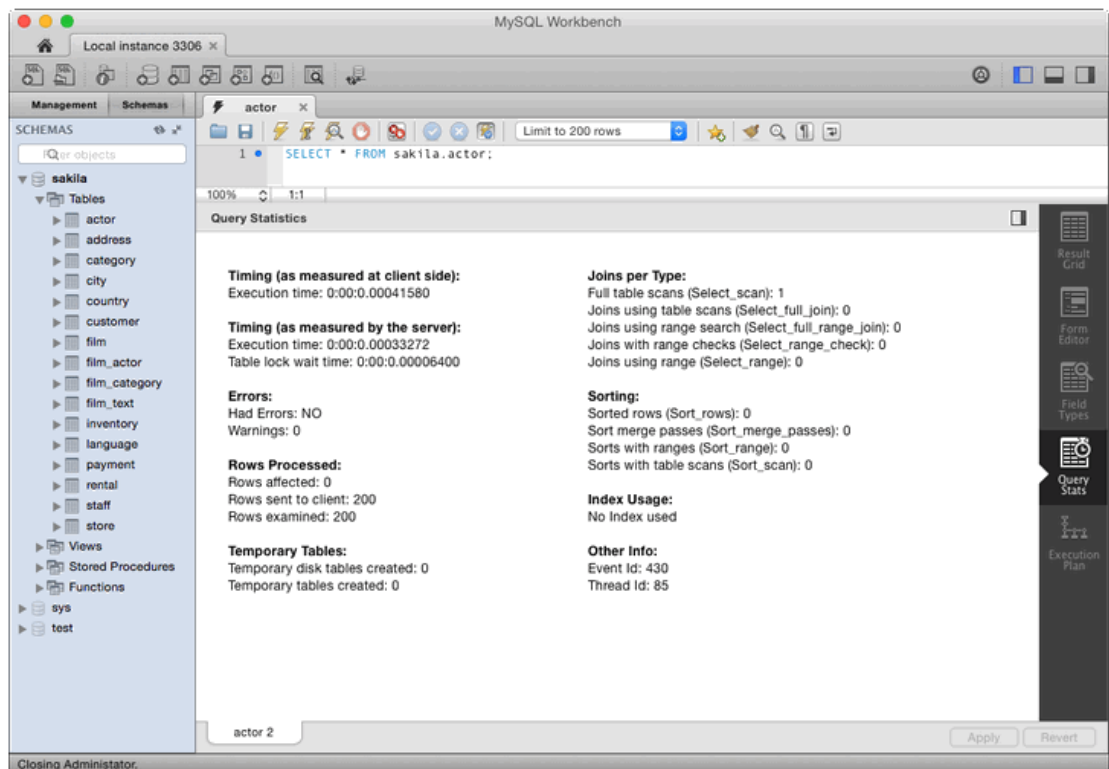 MySQL Workbench
Local instance 3306 ×
Management Schemas
actor ×
SCHEMAS
Limit to 200 rows
objects
1 SELECT * FROM sakila.actor;
sakila
Tables
actor
address
category
city
country
customer
film
film_actor
film_category
film_text
inventory
language
payment
rental
staff
store
Views
Stored Procedures
Functions
sys
test
100% 1:1
Query Statistics
Timing (as measured at client side):
Execution time: 0:00:0.00041580
Timing (as measured by the server):
Execution time: 0:00:0.00033272
Table lock wait time: 0:00:0.00006400
Errors:
Had Errors: NO
Warnings: 0
Rows Processed:
Rows affected: 0
Rows sent to client: 200
Rows examined: 200
Temporary Tables:
Temporary disk tables created: 0
Temporary tables created: 0
Joins per Type:
Full table scans (Select_scan): 1
Joins using table scans (Select_full_join): 0
Joins using range search (Select_full_range_join): 0
Joins with range checks (Select_range_check): 0
Joins using range (Select_range): 0
Sorting:
Sorted rows (Sort_rows): 0
Sort merge passes (Sort_merge_passes): 0
Sorts with ranges (Sort_range): 0
Sorts with table scans (Sort_scan): 0
Index Usage:
No Index used
Other Info:
Event Id: 430
Thread Id: 85
Result
Grid
Form
Editor
Field
Types
Query
Stats
Execution
Plan
actor 2
Apply Revert
Closing Administator.